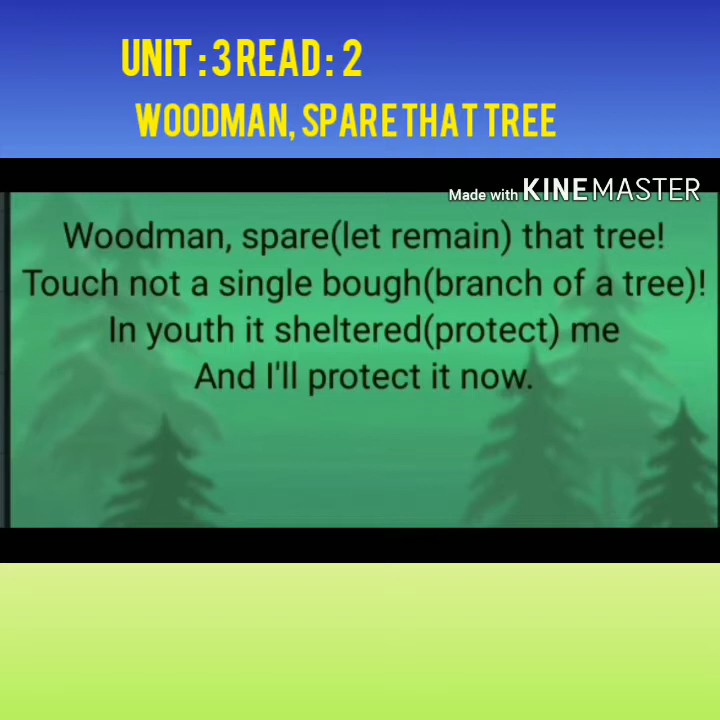 UNIT : 3 READ : 2
WOODMAN, SPARE THAT TREE
Made with KINEMASTER
Woodman, spare(let remain) that tree!
Touch not a single bough(branch of a tree)!
In youth it sheltered(protect) me
And I'll protect it now.